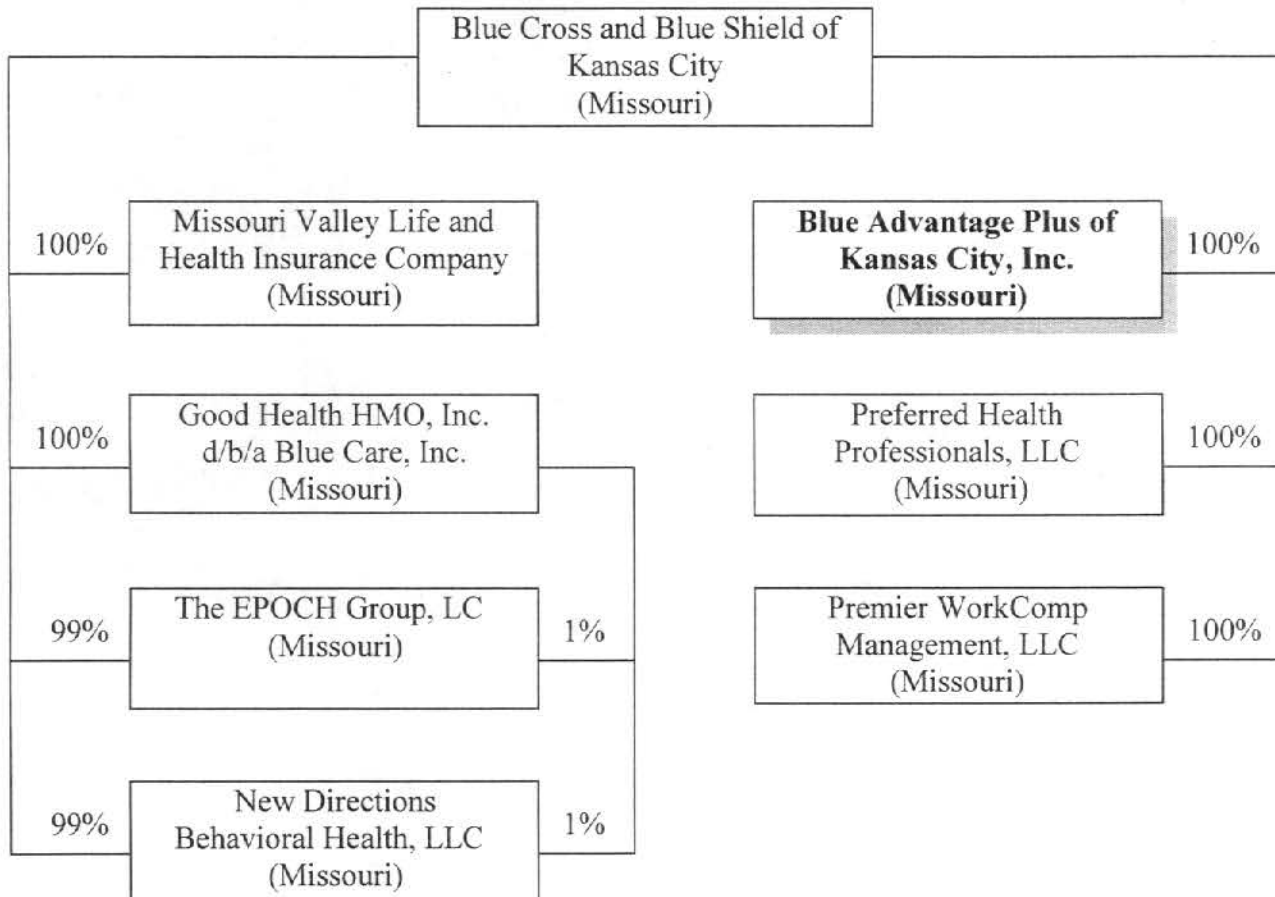 Blue Cross and Blue Shield of
Kansas City
(Missouri)
100%
Missouri Valley Life and
Health Insurance Company
(Missouri)
Blue Advantage Plus of
Kansas City, Inc.
(Missouri)
100%
100%
Good Health HMO, Inc.
d/b/a Blue Care, Inc.
(Missouri)
Preferred Health
Professionals, LLC
(Missouri)
100%
99%
The EPOCH Group, LC
(Missouri)
1%
Premier WorkComp
Management, LLC
(Missouri)
100%
99%
New Directions
Behavioral Health, LLC
(Missouri)
1%